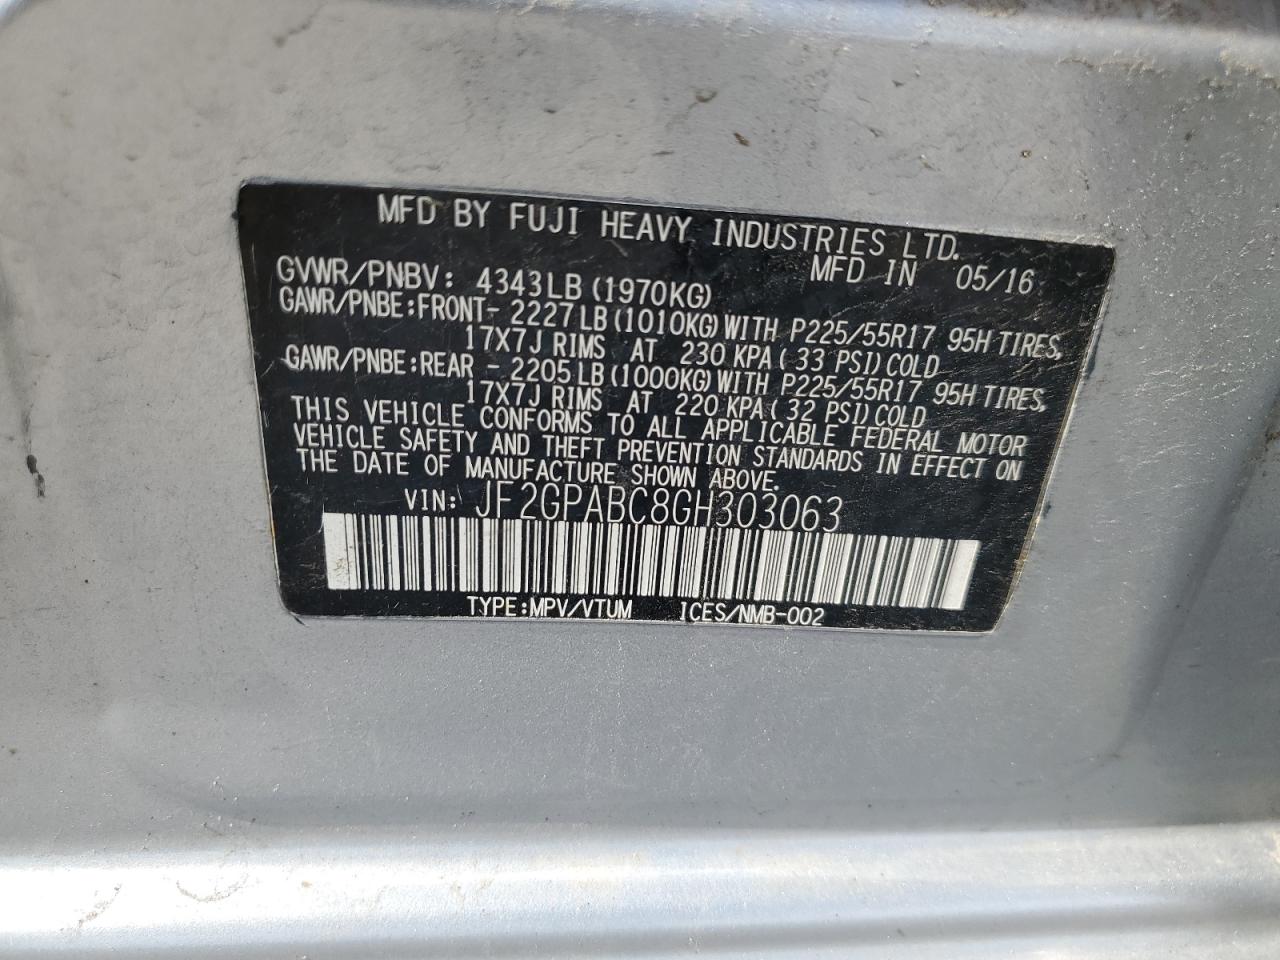 MFD BY FUJI HEAVY INDUSTRIES LTD.
MFD IN 05/16
GVWR/PNBV: 4343LB (1970KG)
GAWR/PNBE:FRONT- 2227LB(1010KG)WITH P225/55R17 95H TIRES,
17X7J RIMS AT 230 KPA( 33 PSI)COLD
GAWR/PNBE:REAR - 2205LB(1000KG)WITH P225/55R17 95H TIRES,
17X7J RIMS AT 220 KPA( 32 PSI)COLD
THIS VEHICLE CONFORMS TO ALL APPLICABLE FEDERAL MOTOR
VEHICLE SAFETY AND THEFT PREVENTION STANDARDS IN EFFECT ON
THE DATE OF MANUFACTURE SHOWN ABOVE.
VIN: JF2GPABC8GH303063
TYPE:MPV/VTUM ICES/NMB-002